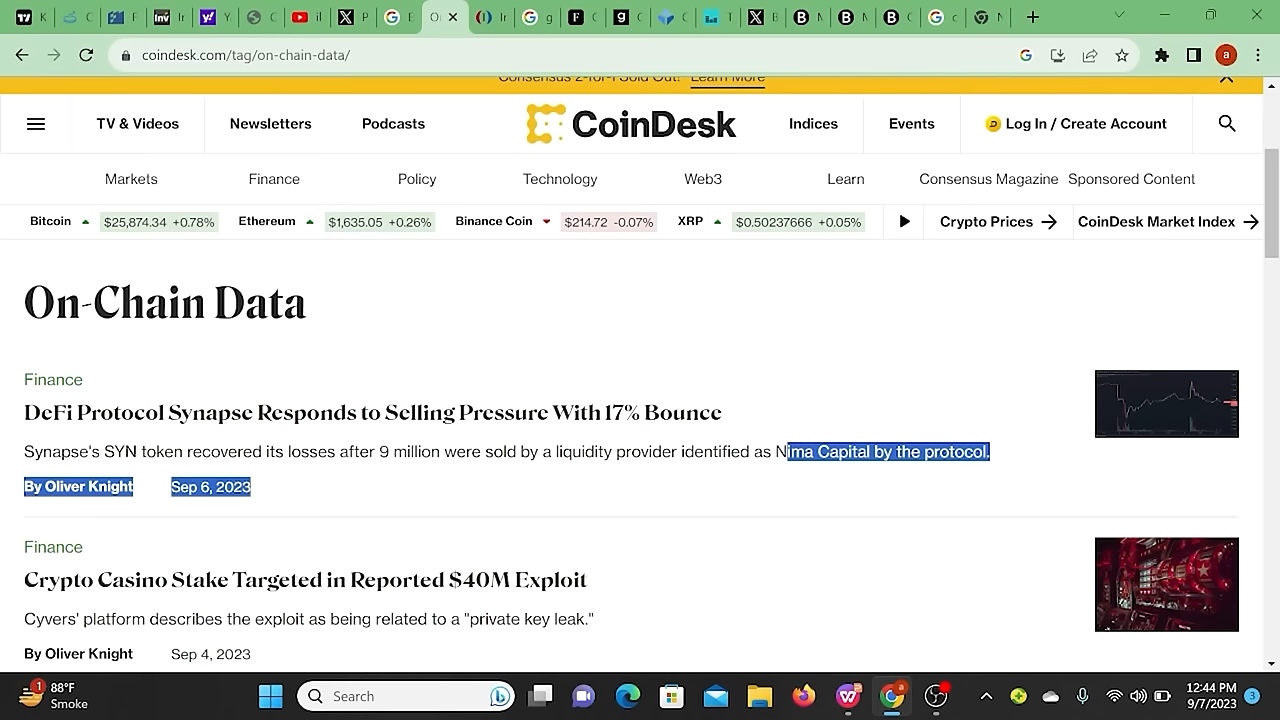 coindesk.com/tag/on-chain-data/
a
Consensus 2-for-1 Sold Out! Learn More
TV & Videos Newsletters Podcasts CoinDesk Indices Events Log In / Create Account
Markets Finance Policy Technology Web3 Learn Consensus Magazine Sponsored Content
Bitcoin $25,874.34 +0.78% Ethereum $1,635.05 +0.26% Binance Coin $214.72 -0.07% XRP $0.50237666 +0.05% Crypto Prices CoinDesk Market Index
On-Chain Data
Finance
DeFi Protocol Synapse Responds to Selling Pressure With 17% Bounce
Synapse's SYN token recovered its losses after 9 million were sold by a liquidity provider identified as Nima Capital by the protocol.
By Oliver Knight Sep 6, 2023
Finance
Crypto Casino Stake Targeted in Reported $40M Exploit
Cyvers' platform describes the exploit as being related to a "private key leak."
By Oliver Knight Sep 4, 2023
1 88°F
Smoke
Search
12:44 PM
9/7/2023
3